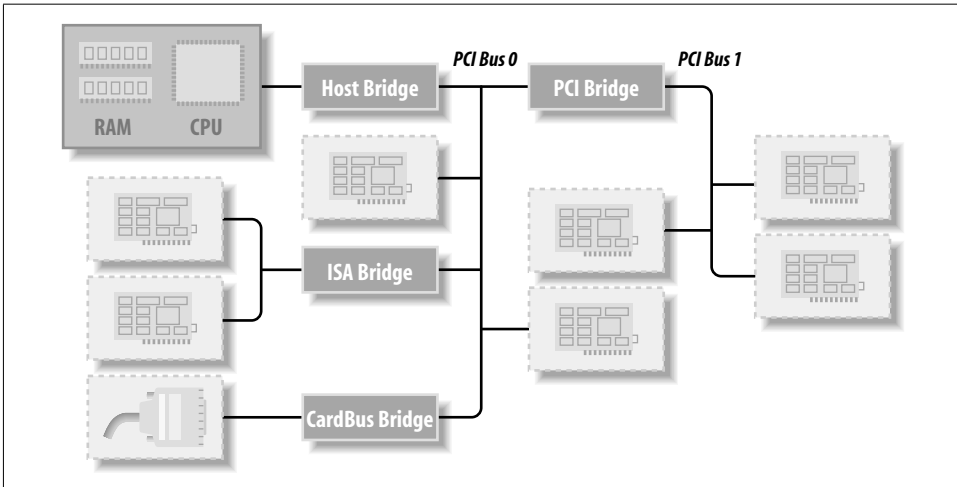 PCI Bus 0
PCI Bus 1
Host Bridge
PCI Bridge
RAM
CPU
ISA Bridge
CardBus Bridge